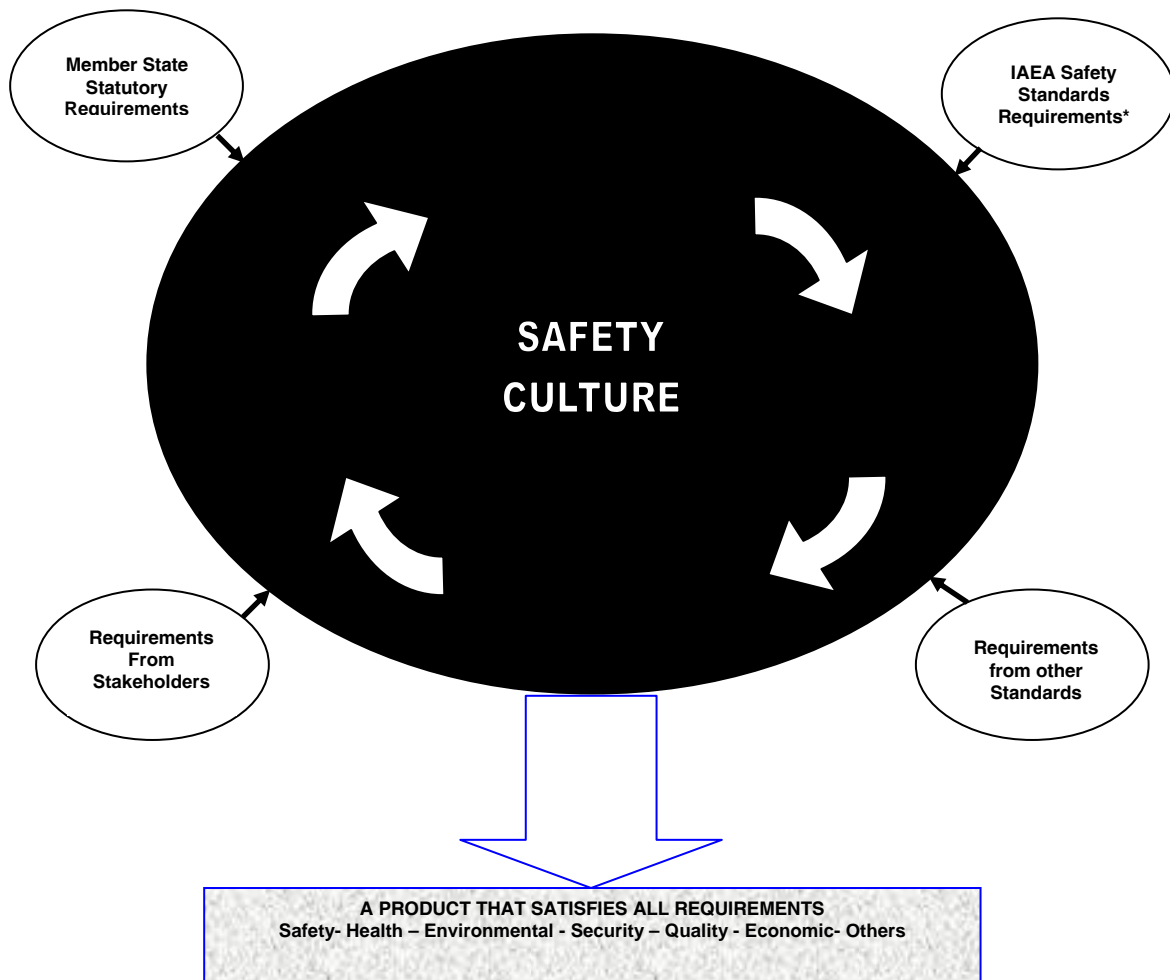 Member State
Statutory
Requirements
IAEA Safety
Standards
Requirements*
SAFETY
CULTURE
Requirements
From
Stakeholders
Requirements
from other
Standards
A PRODUCT THAT SATISFIES ALL REQUIREMENTS
Safety- Health – Environmental - Security – Quality - Economic- Others